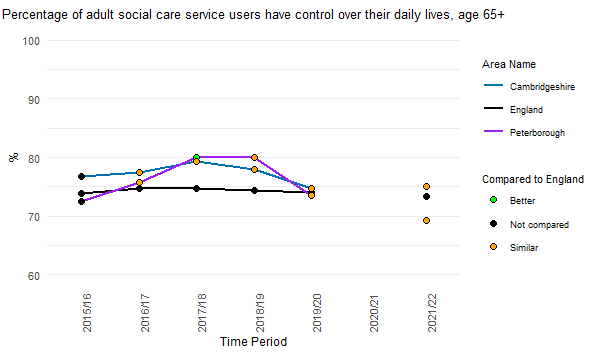 Percentage of adult social care service users have control over their daily lives, age 65+
100
90
80
70
60
%
2015/16
2016/17
2017/18
2018/19
2019/20
2020/21
2021/22
Time Period
Area Name
Cambridgeshire
England
Peterborough
Compared to England
Better
Not compared
Similar